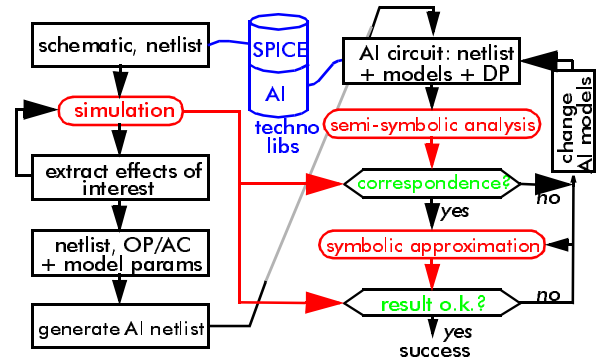 schematic, netlist
simulation
extract effects of
interest
netlist, OP/AC
+ model params
generate AI netlist
SPICE
AI
techno
libs
AI circuit: netlist
+ models + DP
semi-symbolic analysis
correspondence?
no
yes
symbolic approximation
result o.k.?
no
yes
success
change
AI models